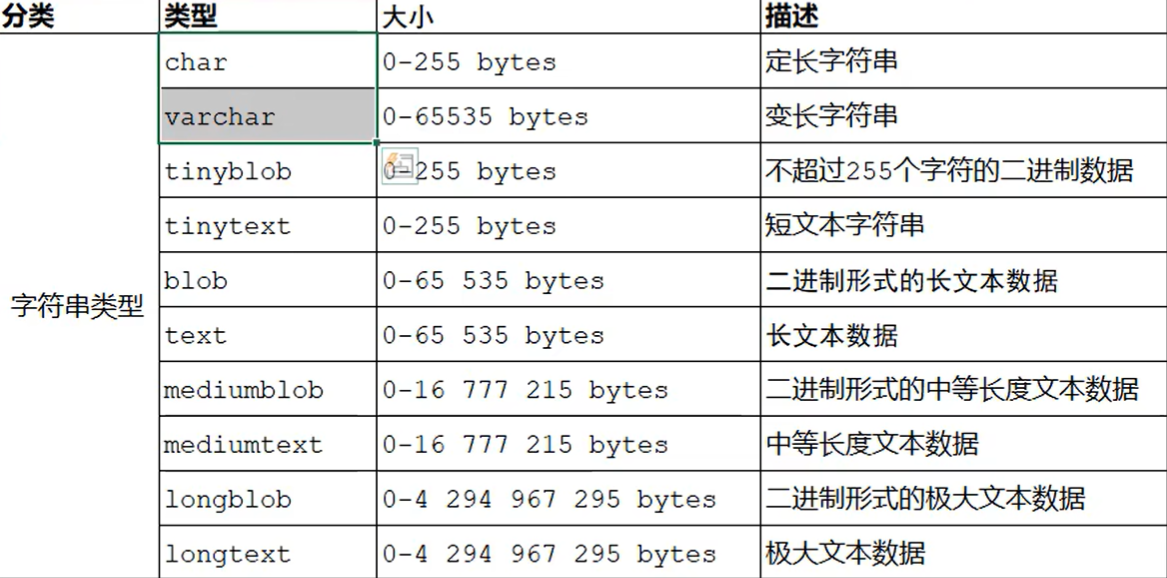 分类 类型 大小 描述
char 0-255 bytes 定长字符串
varchar 0-65535 bytes 变长字符串
tinyblob 0-255 bytes 不超过255个字符的二进制数据
tinytext 0-255 bytes 短文本字符串
字符串类型 blob 0-65 535 bytes 二进制形式的长文本数据
text 0-65 535 bytes 长文本数据
mediumblob 0-16 777 215 bytes 二进制形式的中等长度文本数据
mediumtext 0-16 777 215 bytes 中等长度文本数据
longblob 0-4 294 967 295 bytes 二进制形式的极大文本数据
longtext 0-4 294 967 295 bytes 极大文本数据